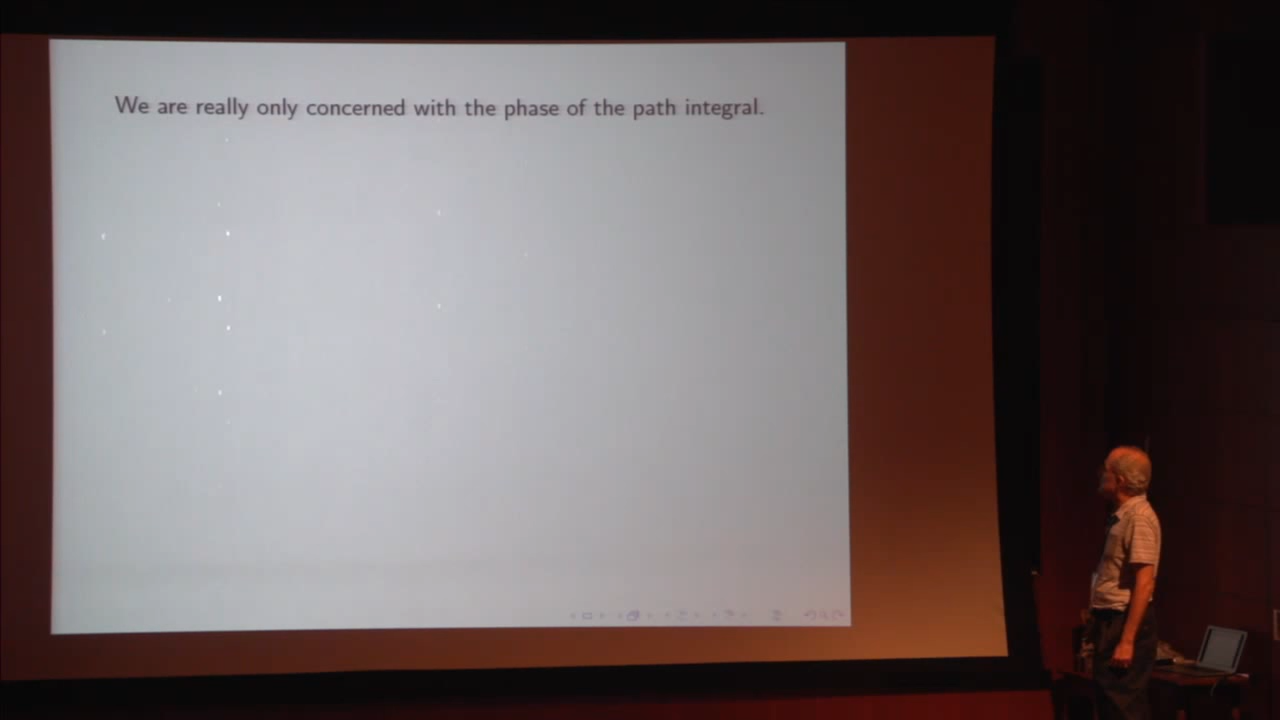 We are really only concerned with the phase of the path integral.